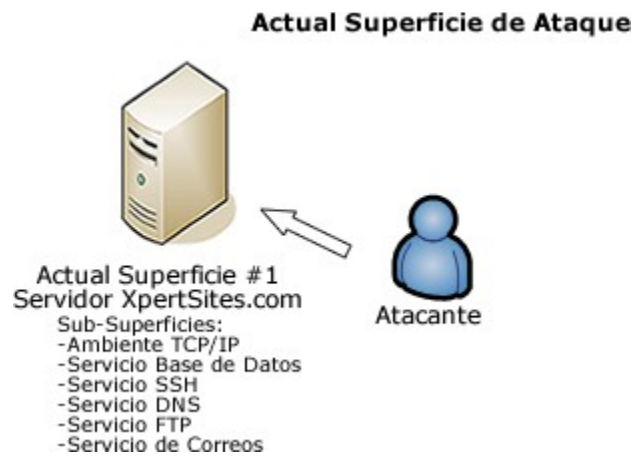 Actual Superficie de Ataque
Actual Superficie #1
Servidor XpertSites.com
Sub-Superficies:
-Ambiente TCP/IP
-Servicio Base de Datos
-Servicio SSH
-Servicio DNS
-Servicio FTP
-Servicio de Correos
Atacante